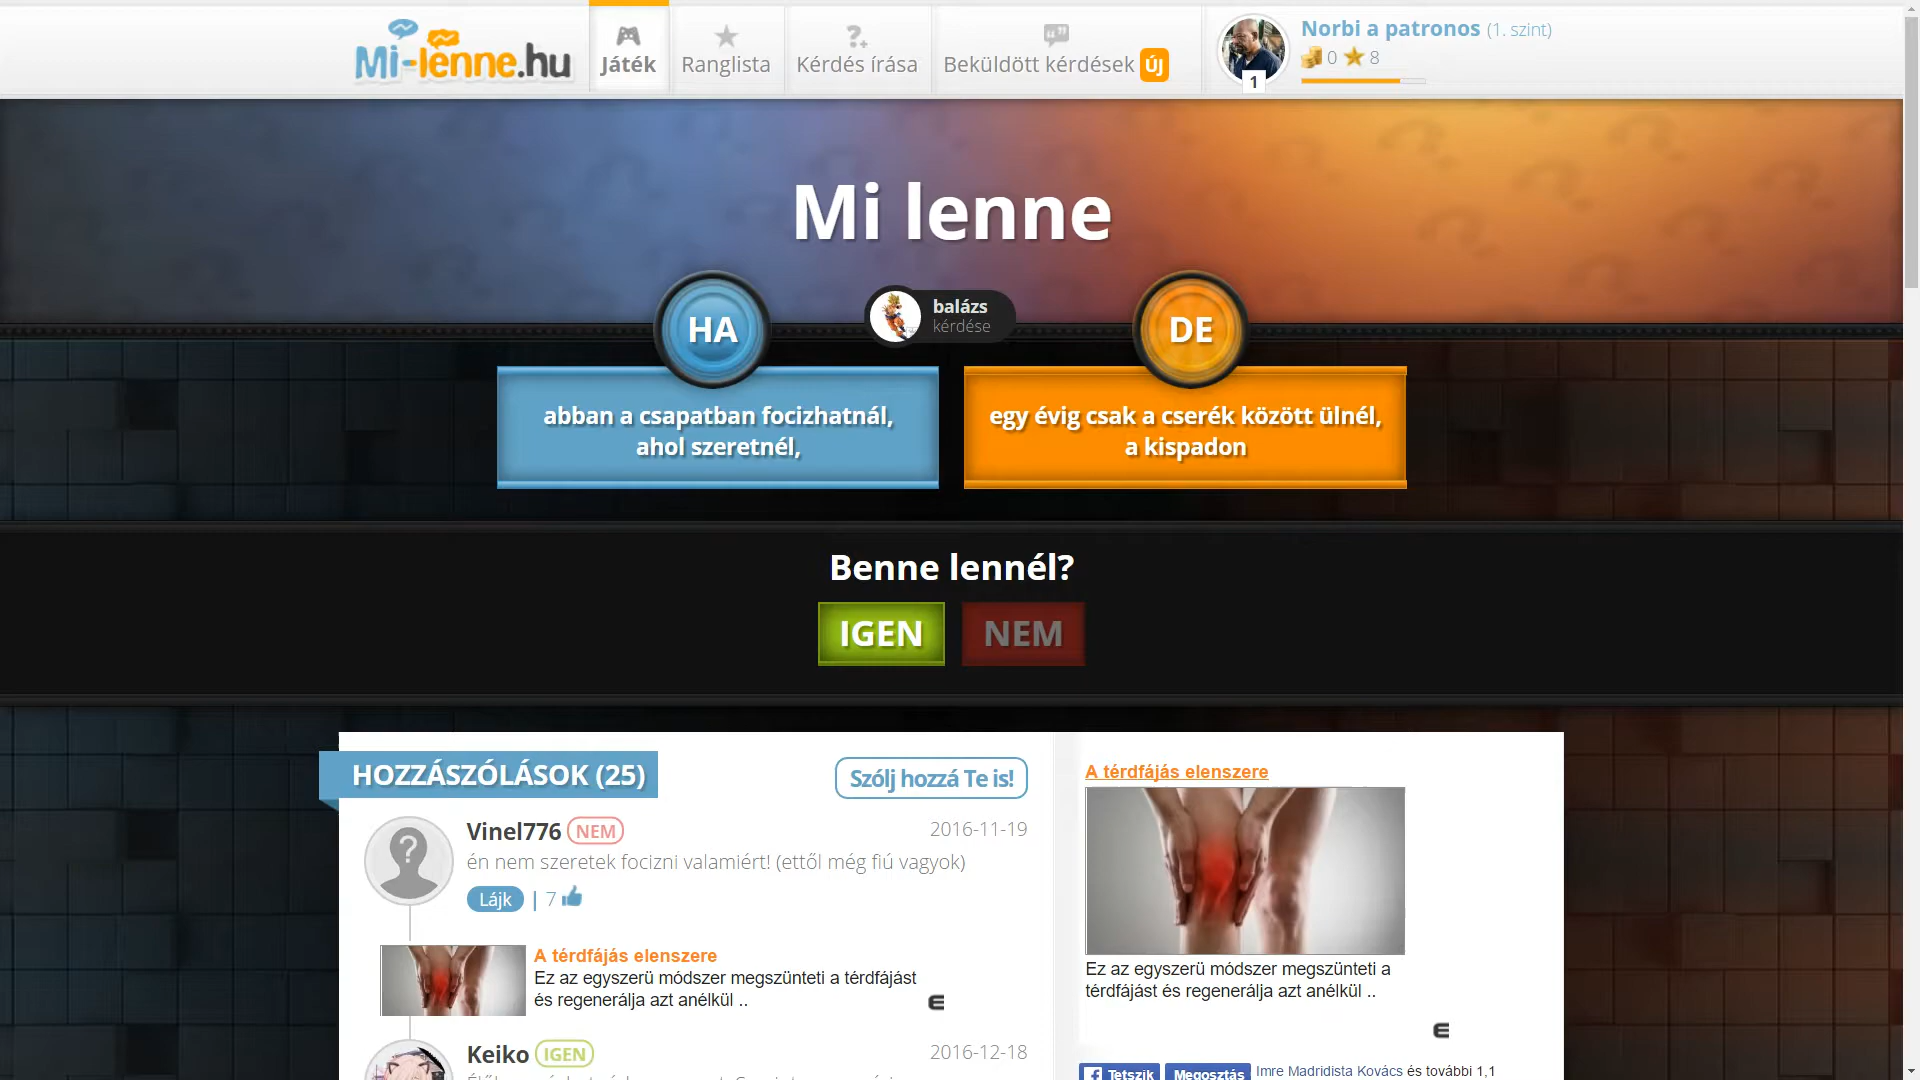 Mi-lenne.hu
Játék
Ranglista
Kérdés írása
Beküldött kérdések ÚJ
Norbi a patronos (1. szint)
0 8
1
Mi lenne
HA
balázs
kérdése
DE
abban a csapatban focizhatnál,
ahol szeretnél,
egy évig csak a cserék között ülnél,
a kispadon
Benne lennél?
IGEN
NEM
HOZZÁSZÓLÁSOK (25)
Szólj hozzá Te is!
Vinel776 NEM
2016-11-19
én nem szeretek focizni valamiért! (ettől még fiú vagyok)
Lájk | 7
A térdfájás elenszere
Ez az egyszerü módszer megszünteti a térdfájást
és regenerálja azt anélkül ..
Keiko IGEN
2016-12-18
A térdfájás elenszere
Ez az egyszerü módszer megszünteti a
térdfájást és regenerálja azt anélkül ..
Tetszik
Megosztás
Imre Madridista Kovács és további 1,1